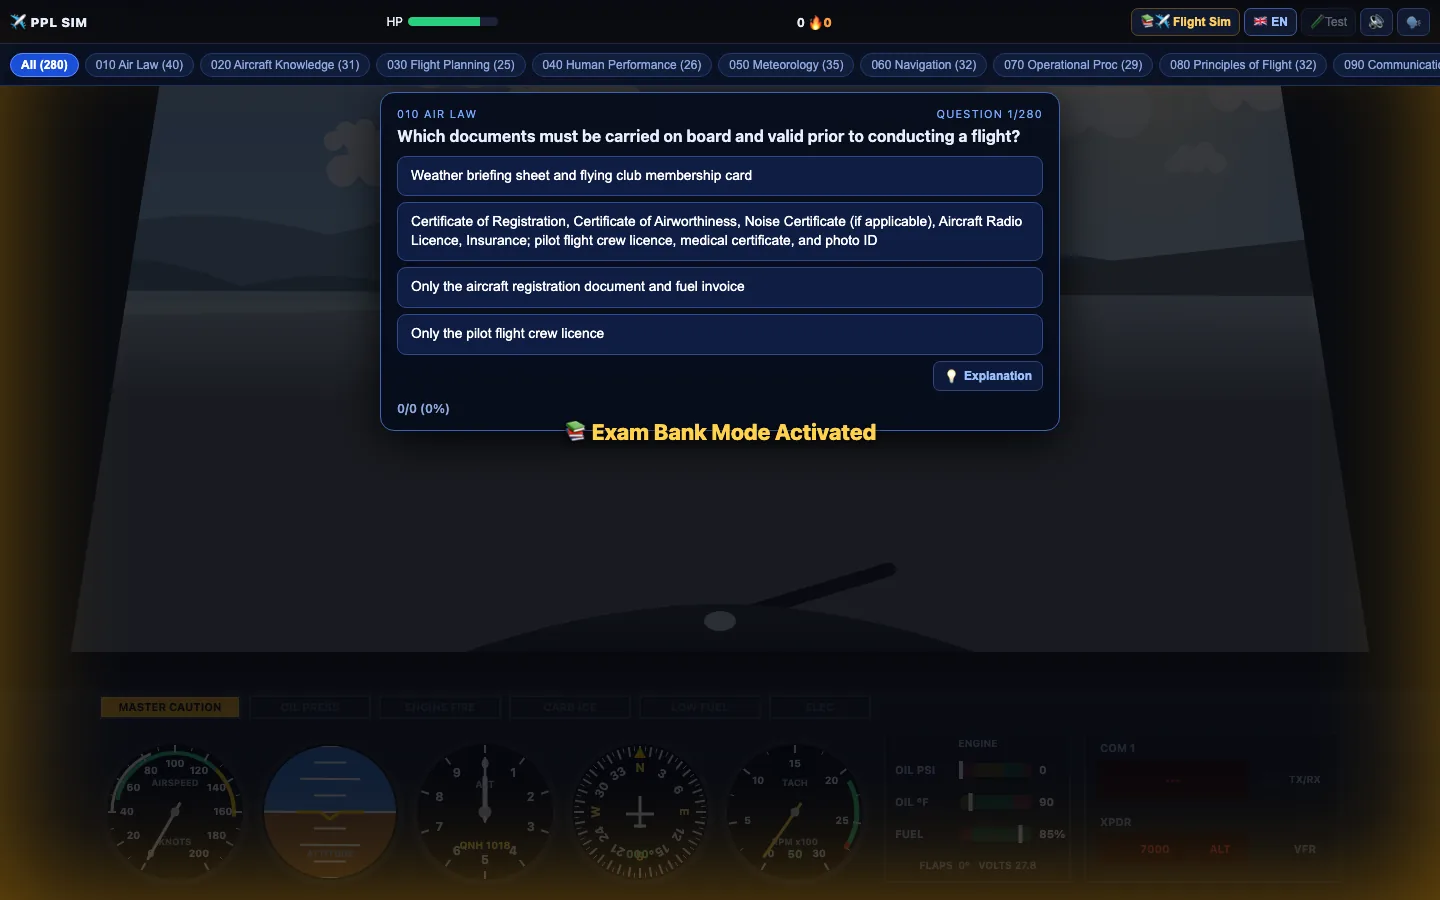 PPL SIM
HP
0 🔥0
Flight Sim
EN
Test
All (280)
010 Air Law (40)
020 Aircraft Knowledge (31)
030 Flight Planning (25)
040 Human Performance (26)
050 Meteorology (35)
060 Navigation (32)
070 Operational Proc (29)
080 Principles of Flight (32)
090 Communicati
010 AIR LAW
QUESTION 1/280
Which documents must be carried on board and valid prior to conducting a flight?
Weather briefing sheet and flying club membership card
Certificate of Registration, Certificate of Airworthiness, Noise Certificate (if applicable), Aircraft Radio
Licence, Insurance; pilot flight crew licence, medical certificate, and photo ID
Only the aircraft registration document and fuel invoice
Only the pilot flight crew licence
Explanation
0/0 (0%)
Exam Bank Mode Activated
MASTER CAUTION
OIL PRESS
ENGINE FIRE
CARB ICE
LOW FUEL
ELEC
AIRSPEED
KNOTS
0 20 40 60 80 100 120 140 160 180 200
ALT
QNH 1018
1 2 3 4 5 6 7 8 9
N 3 6 E 12 15 S 21 24 W 30 33
000°
TACH
RPM x100
0 5 10 15 20 25 30
50
ENGINE
OIL PSI 0
OIL °F 90
FUEL 85%
FLAPS 0° VOLTS 27.8
COM 1
---
TX/RX
XPDR
7000 ALT VFR